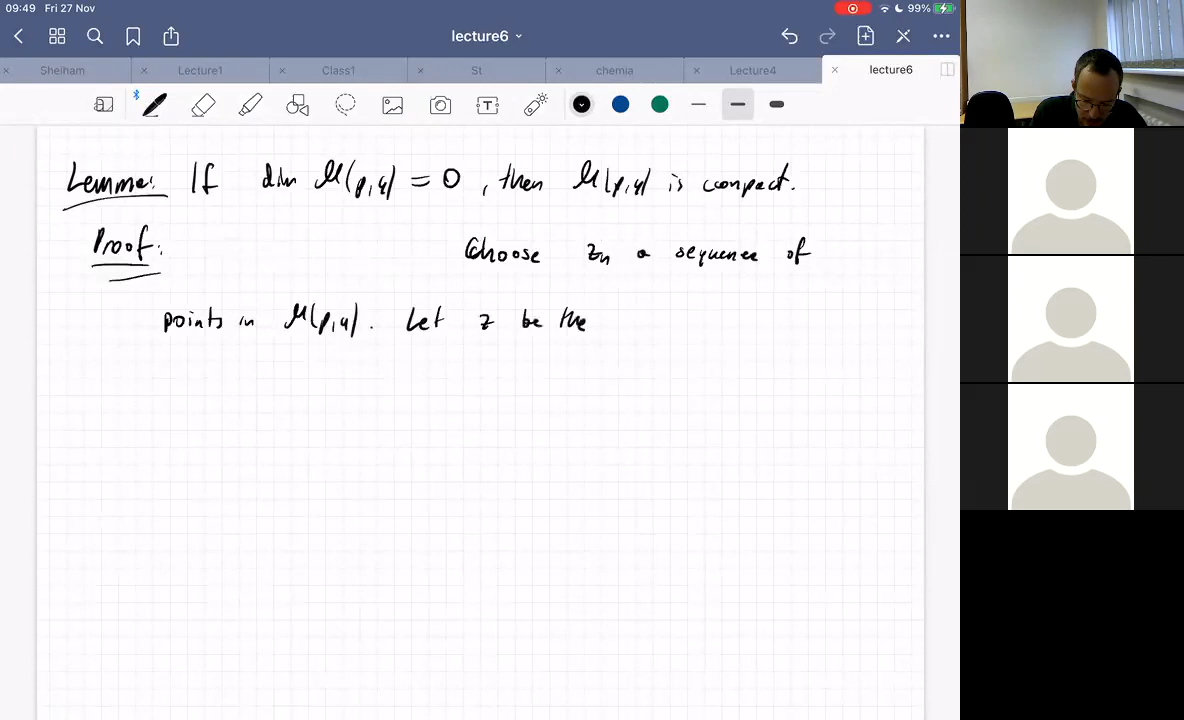 09:49 Fri 27 Nov 99%
lecture6
Shelham Lecture1 Class1 St chemia Lecture4 lecture6
Lemma: If dim M(p,q) = 0, then M(p,q) is compact.
Proof: Choose zn a sequence of
points in M(p,q). Let z be the